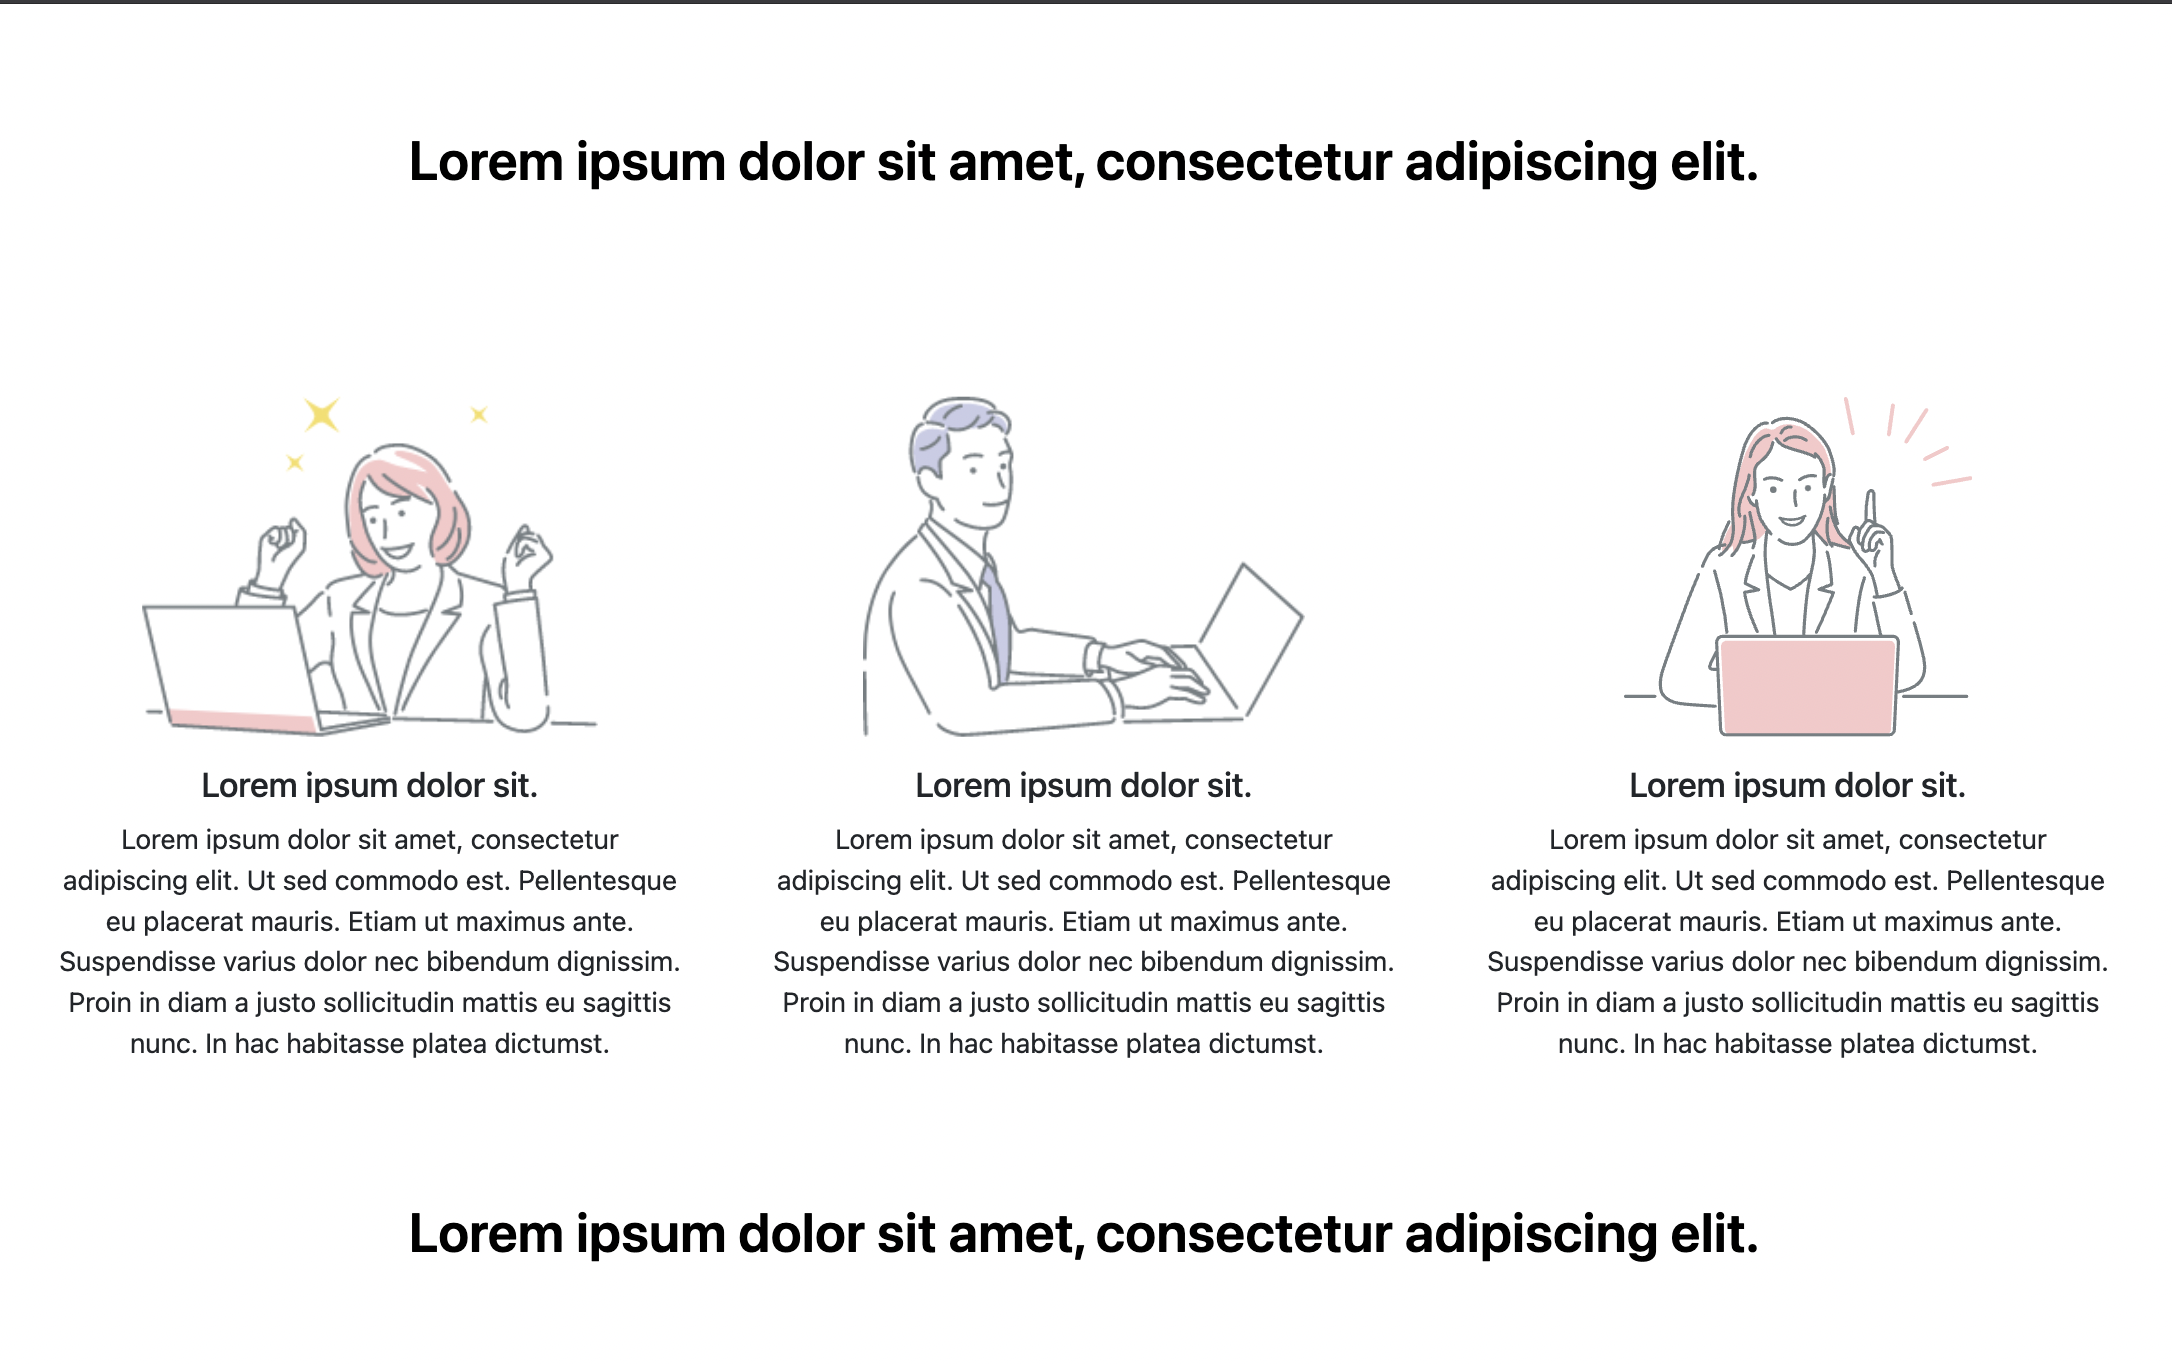 Lorem ipsum dolor sit amet, consectetur adipiscing elit.
Lorem ipsum dolor sit.
Lorem ipsum dolor sit amet, consectetur
adipiscing elit. Ut sed commodo est. Pellentesque
eu placerat mauris. Etiam ut maximus ante.
Suspendisse varius dolor nec bibendum dignissim.
Proin in diam a justo sollicitudin mattis eu sagittis
nunc. In hac habitasse platea dictumst.
Lorem ipsum dolor sit.
Lorem ipsum dolor sit amet, consectetur
adipiscing elit. Ut sed commodo est. Pellentesque
eu placerat mauris. Etiam ut maximus ante.
Suspendisse varius dolor nec bibendum dignissim.
Proin in diam a justo sollicitudin mattis eu sagittis
nunc. In hac habitasse platea dictumst.
Lorem ipsum dolor sit.
Lorem ipsum dolor sit amet, consectetur
adipiscing elit. Ut sed commodo est. Pellentesque
eu placerat mauris. Etiam ut maximus ante.
Suspendisse varius dolor nec bibendum dignissim.
Proin in diam a justo sollicitudin mattis eu sagittis
nunc. In hac habitasse platea dictumst.
Lorem ipsum dolor sit amet, consectetur adipiscing elit.